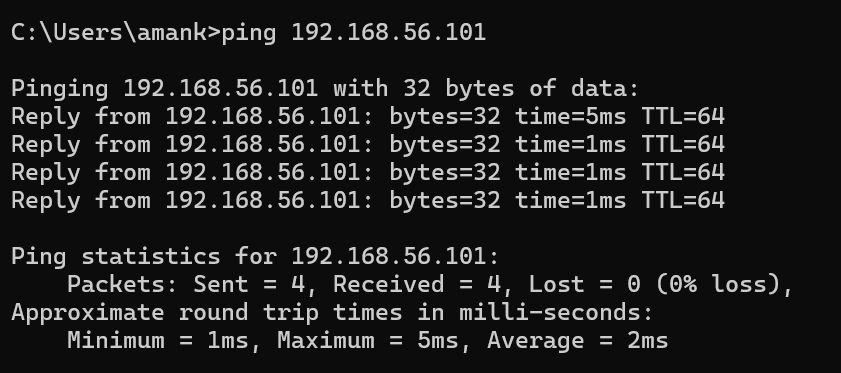 C:\Users\amank>ping 192.168.56.101
Pinging 192.168.56.101 with 32 bytes of data:
Reply from 192.168.56.101: bytes=32 time=5ms TTL=64
Reply from 192.168.56.101: bytes=32 time=1ms TTL=64
Reply from 192.168.56.101: bytes=32 time=1ms TTL=64
Reply from 192.168.56.101: bytes=32 time=1ms TTL=64
Ping statistics for 192.168.56.101:
    Packets: Sent = 4, Received = 4, Lost = 0 (0% loss),
Approximate round trip times in milli-seconds:
    Minimum = 1ms, Maximum = 5ms, Average = 2ms